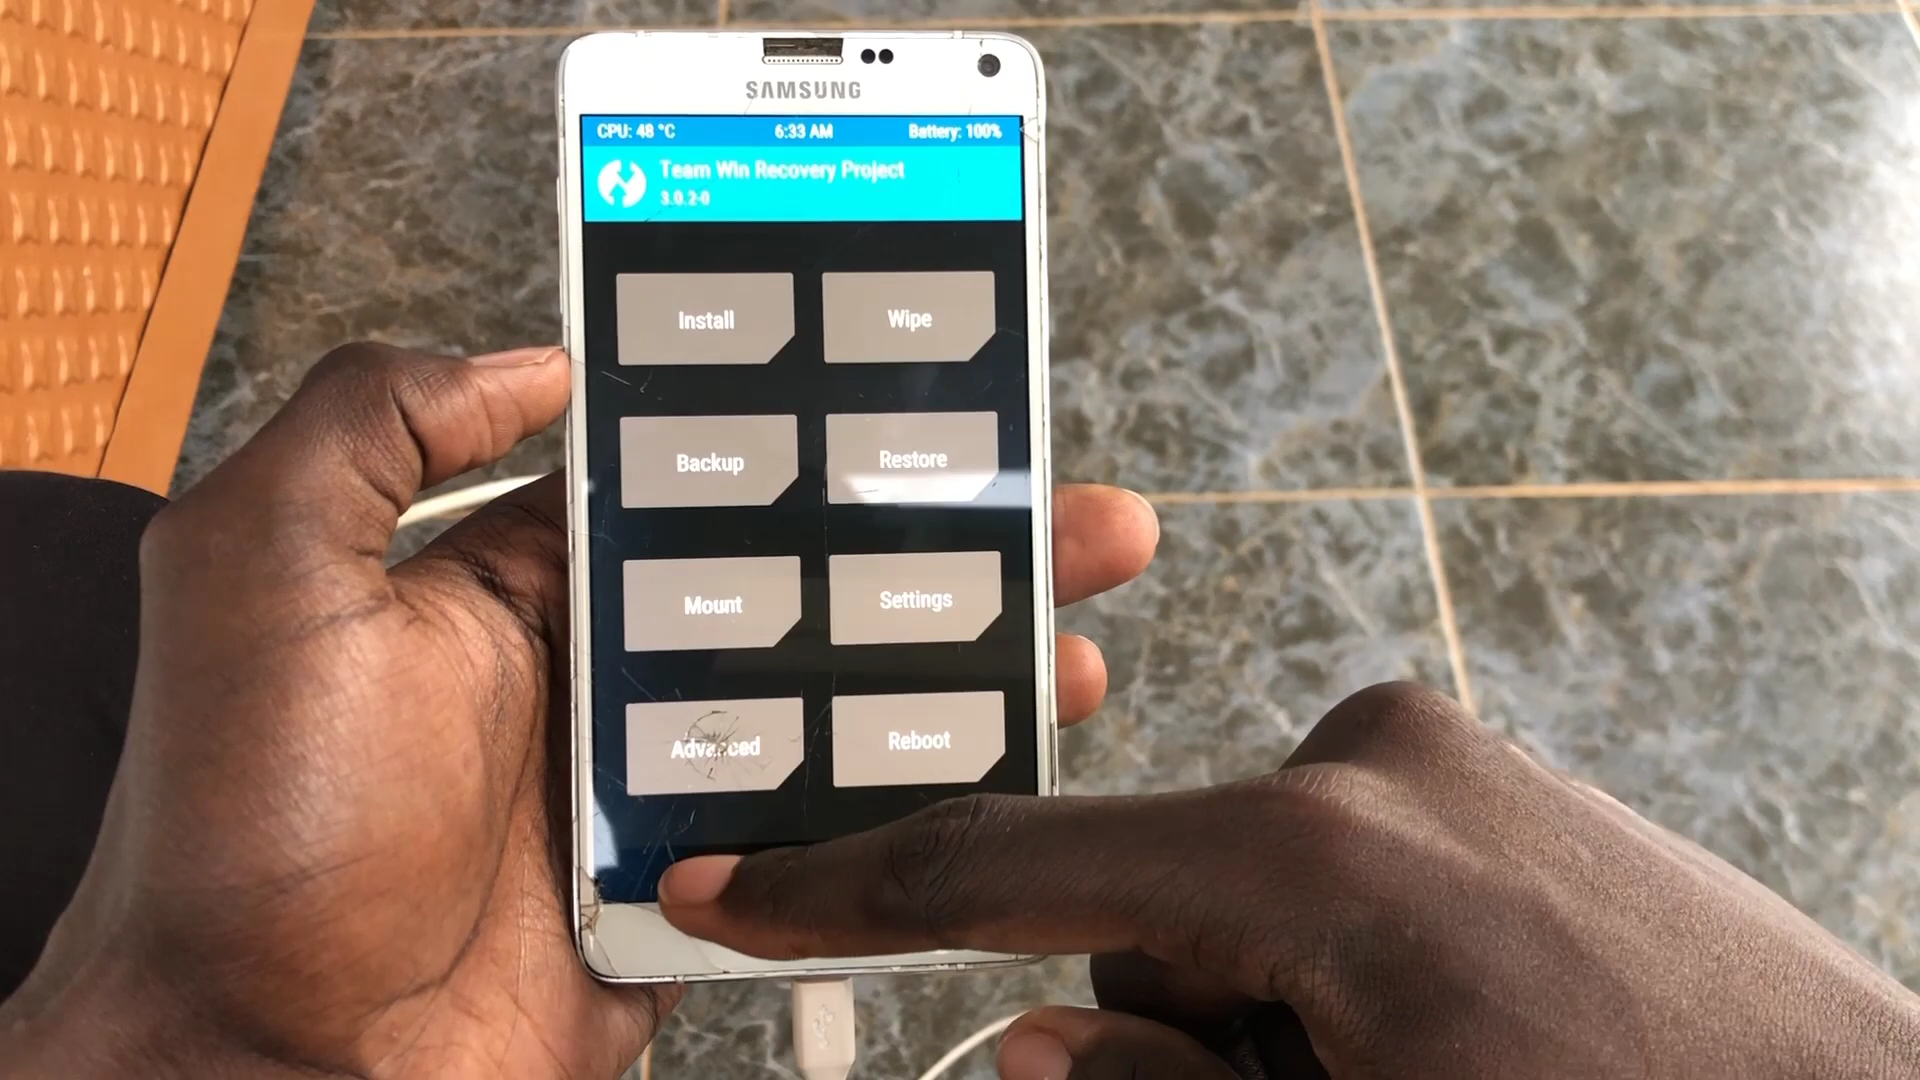 SAMSUNG
CPU: 48 °C 6:33 AM Battery: 100%
Team Win Recovery Project
3.0.2-0
Install Wipe
Backup Restore
Mount Settings
Advanced Reboot